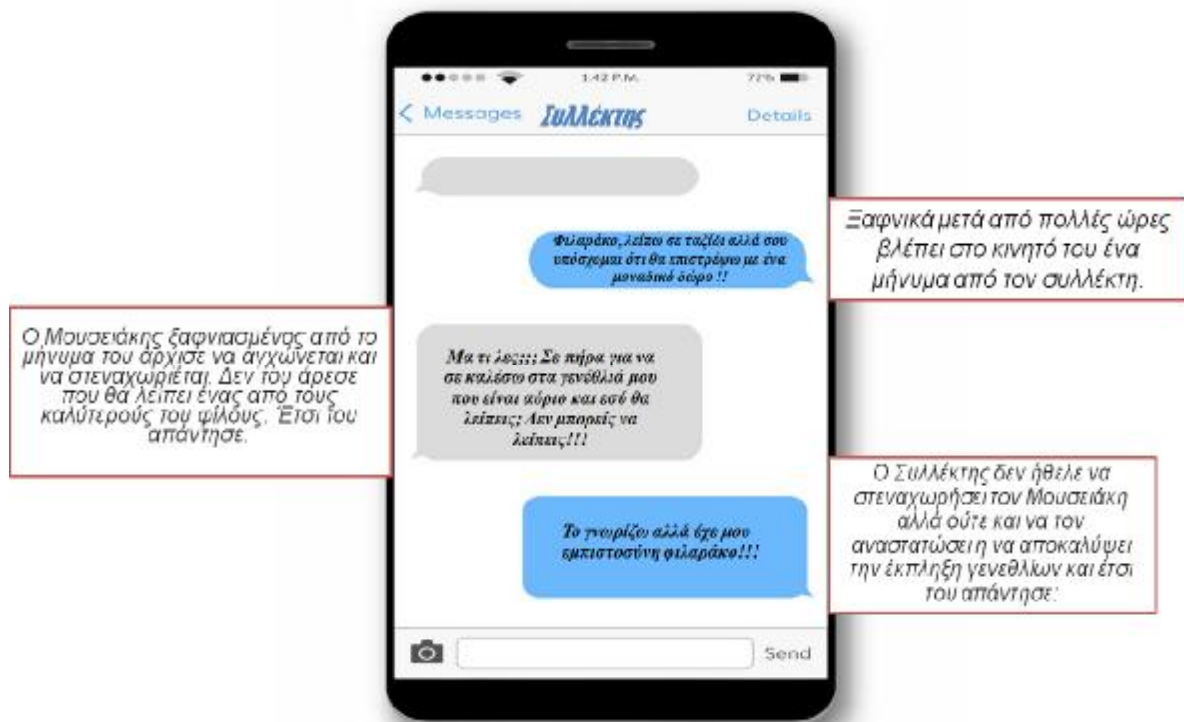 1.42 P.M.
72%
Messages
Συλλέκτης
Details
Φιλαράκο, λείπω σε ταξίδι αλλά σου
υπόσχομαι ότι θα επιστρέψω με ένα
μοναδικό δώρο !!
Ξαφνικά μετά από πολλές ώρες
βλέπει στο κινητό του ένα
μήνυμα από τον συλλέκτη.
Ο Μουσειάκης ξαφνιασμένος από το
μήνυμα του άρχισε να αγχώνεται και
να στεναχωριέται. Δεν του άρεσε
που θα λείπει ένας από τους
καλύτερούς του φίλους. Έτσι του
απάντησε.
Μα τι λες;;; Σε πήρα για να
σε καλέσω στα γενέθλιά μου
που είναι αύριο και εσύ θα
λείπεις; Δεν μπορείς να
λείπεις!!!
Ο Συλλέκτης δεν ήθελε να
στεναχωρήσει τον Μουσειάκη
αλλά ούτε και να τον
αναστατώσει η να αποκαλύψει
την έκπληξη γενεθλίων και έτσι
του απάντησε:
Το γνωρίζω αλλά έχε μου
εμπιστοσύνη φιλαράκο!!!
Send